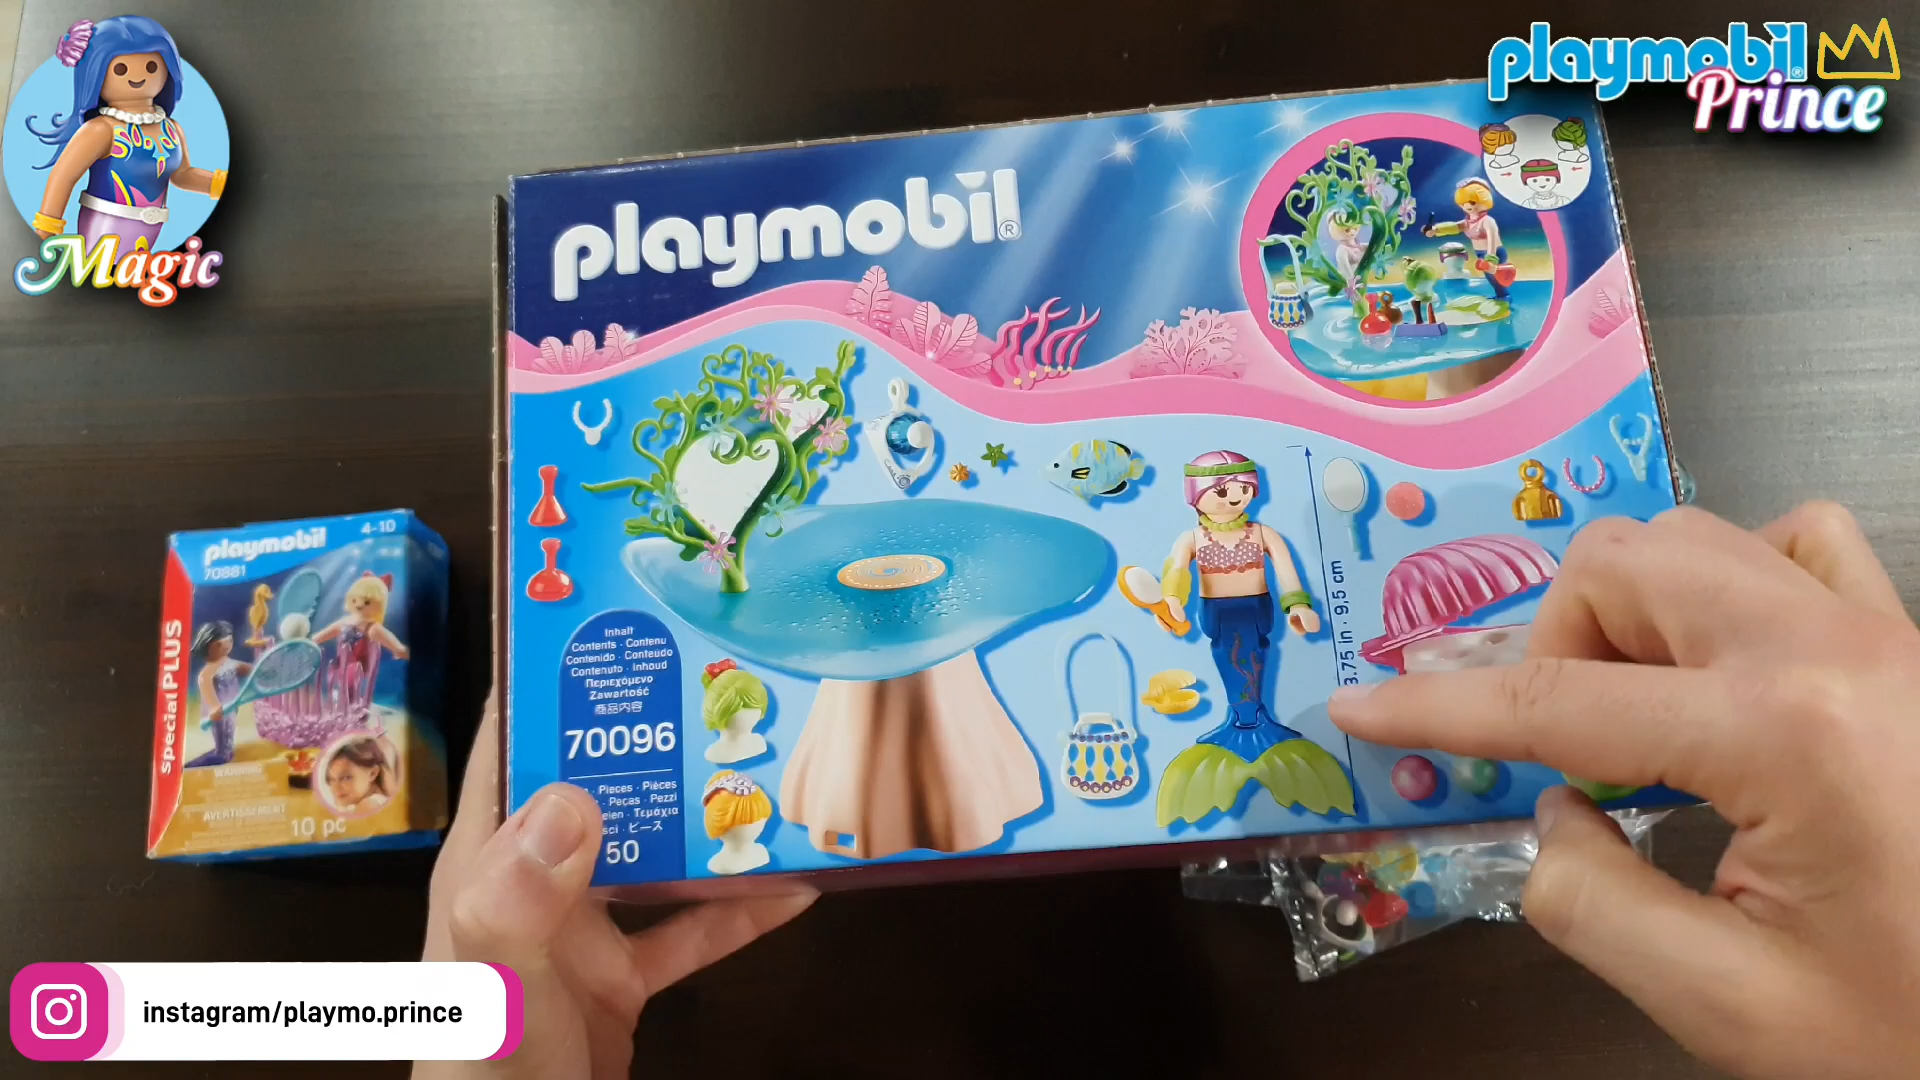 Magic
playmobil®
Prince
playmobil®
playmobil
4-10
70881
special PLUS
WARNING
AVERTISSEMENT
10 pc
Inhalt
Contents · Contenu
Contenido · Conteúdo
Contenuto · Inhoud
Περιεχόμενο
Zawartość
商品内容
70096
Pieces · Pièces
Peças · Pezzi
Τεμάχια
ピース
50
3.75 in · 9,5 cm
instagram/playmo.prince